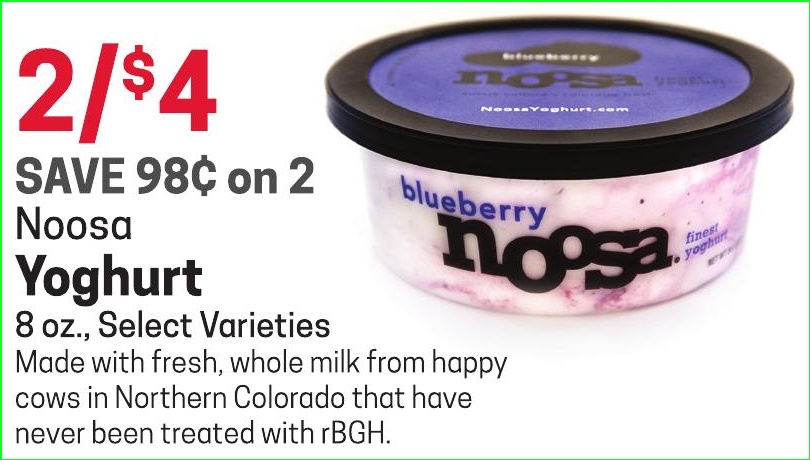 2/$4
SAVE 98¢ on 2
Noosa
Yoghurt
8 oz., Select Varieties
Made with fresh, whole milk from happy
cows in Northern Colorado that have
never been treated with rBGH.
blueberry
noosa
finest
yoghurt
NoosaYoghurt.com
blueberry
noosa.
finest
yoghurt